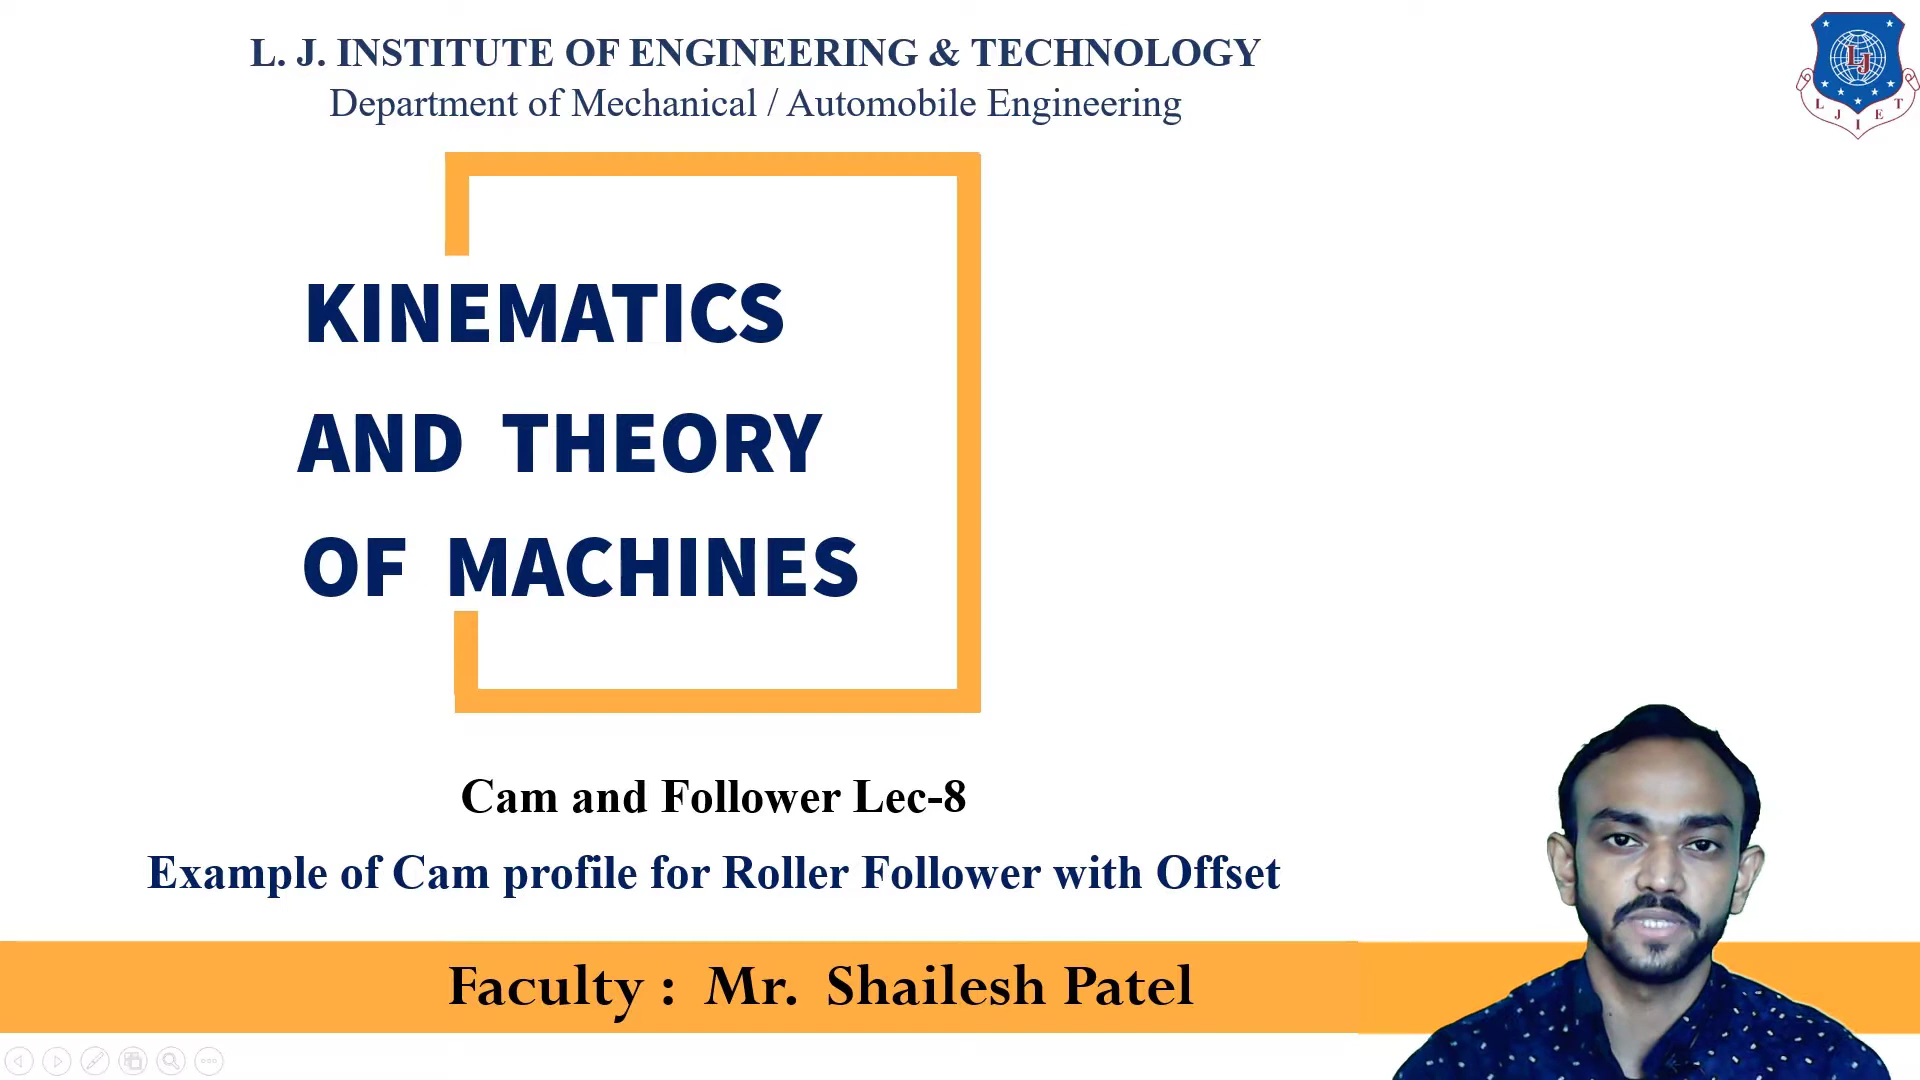 L. J. INSTITUTE OF ENGINEERING & TECHNOLOGY
Department of Mechanical / Automobile Engineering
LJ
L J I E T
KINEMATICS
AND THEORY
OF MACHINES
Cam and Follower Lec-8
Example of Cam profile for Roller Follower with Offset
Faculty : Mr. Shailesh Patel